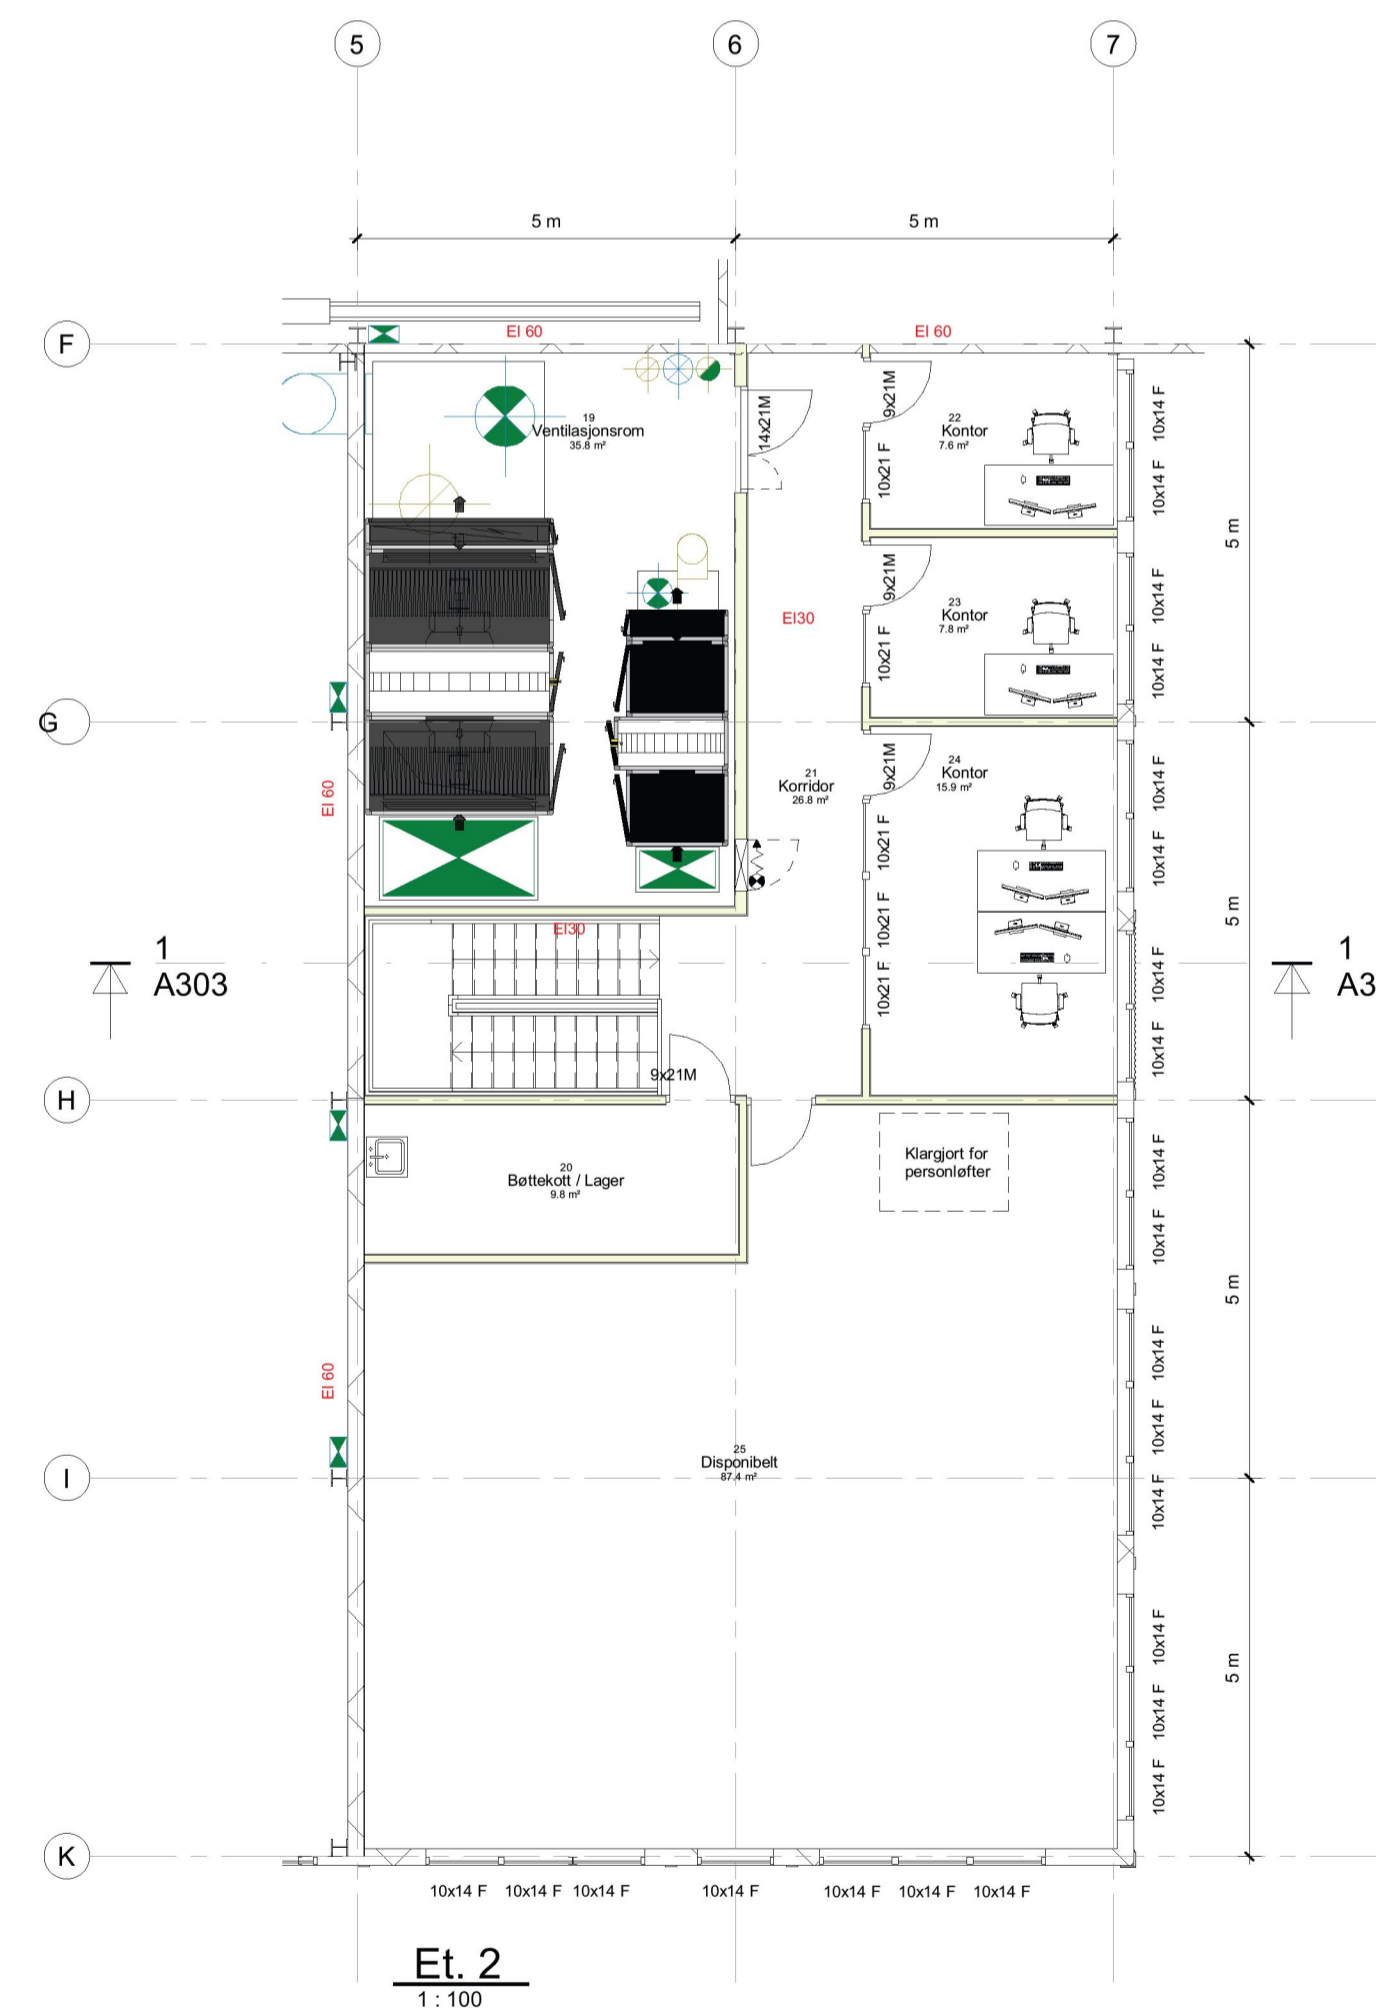 5
6
7
5 m
5 m
F
EI 60
EI 60
19
Ventilasjonsrom
35.8 m²
14x21M
9x21M
10x21 F
22
Kontor
7.6 m²
10x14 F
10x14 F
5 m
9x21M
10x21 F
EI30
23
Kontor
7.8 m²
10x14 F
10x14 F
G
EI 60
21
Korridor
26.8 m²
9x21M
24
Kontor
15.9 m²
10x14 F
10x14 F
10x21 F
10x21 F
10x21 F
5 m
EI30
1
A303
1
A3
10x14 F
10x14 F
9x21M
H
20
Bøttekott / Lager
9.8 m²
Klargjort for
personløfter
10x14 F
10x14 F
5 m
EI 60
10x14 F
10x14 F
10x14 F
25
Disponibelt
87.4 m²
I
10x14 F
10x14 F
10x14 F
5 m
K
10x14 F 10x14 F 10x14 F 10x14 F 10x14 F 10x14 F 10x14 F
Et. 2
1 : 100